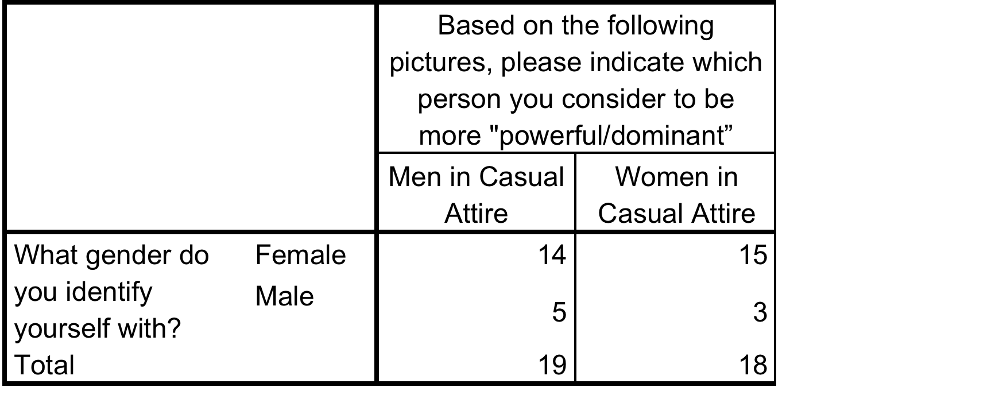 Based on the following
pictures, please indicate which
person you consider to be
more "powerful/dominant”
Men in Casual
Attire
Women in
Casual Attire
What gender do
you identify
yourself with?
Female
14
15
Male
5
3
Total
19
18